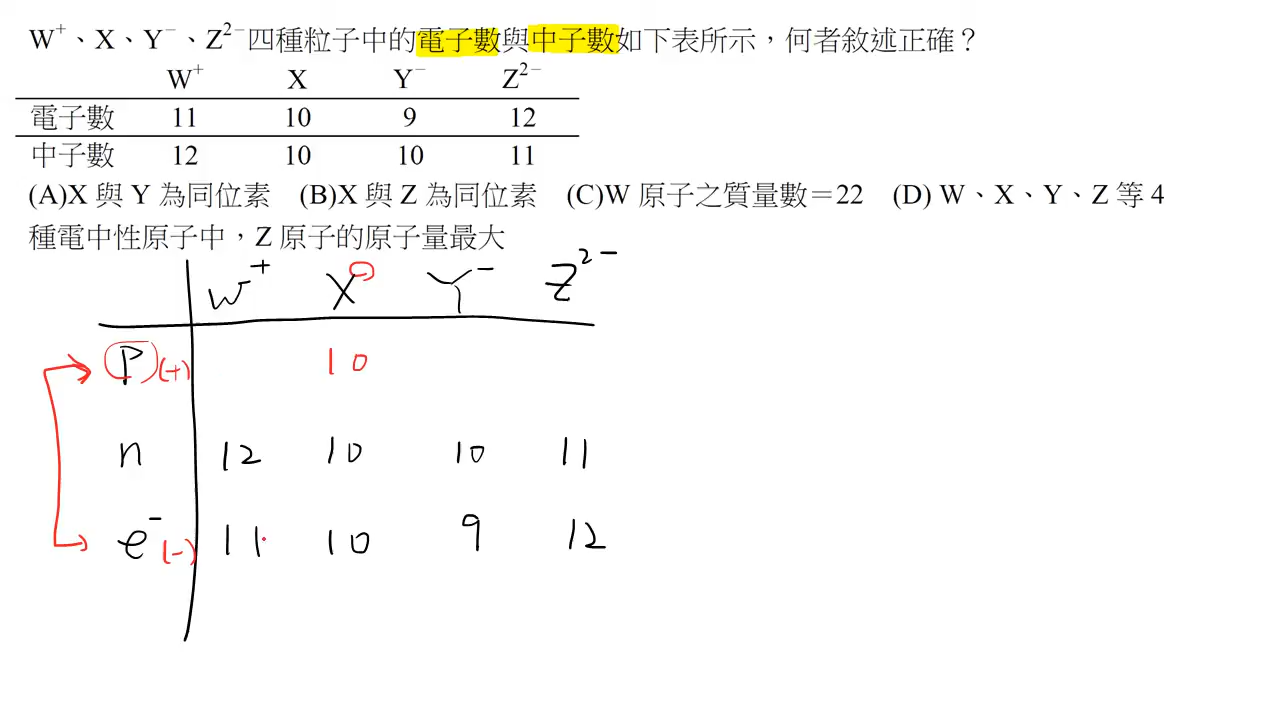 W⁺、X、Y⁻、Z²⁻四種粒子中的電子數與中子數如下表所示，何者敘述正確？
W⁺ X Y⁻ Z²⁻
電子數 11 10 9 12
中子數 12 10 10 11
(A)X 與 Y 為同位素 (B)X 與 Z 為同位素 (C)W 原子之質量數＝22 (D) W、X、Y、Z 等 4
種電中性原子中，Z 原子的原子量最大
W⁺ X Y⁻ Z²⁻
P(+) 10
n 12 10 10 11
e⁻(-) 11 10 9 12